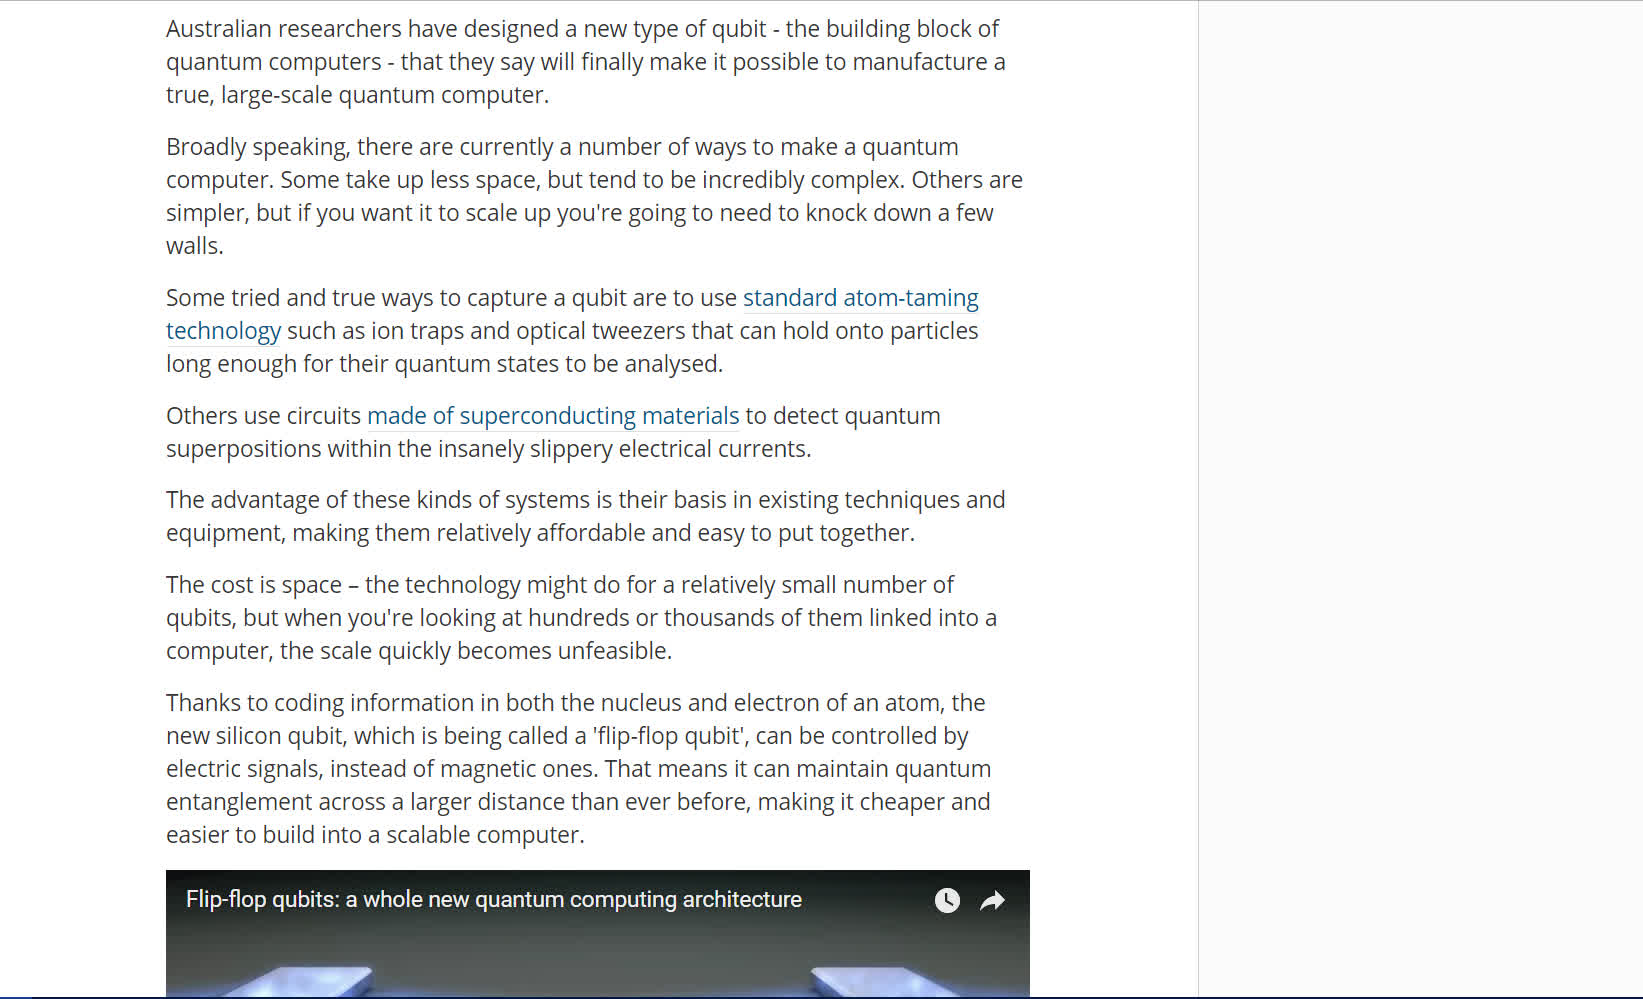 Australian researchers have designed a new type of qubit - the building block of
quantum computers - that they say will finally make it possible to manufacture a
true, large-scale quantum computer.
Broadly speaking, there are currently a number of ways to make a quantum
computer. Some take up less space, but tend to be incredibly complex. Others are
simpler, but if you want it to scale up you're going to need to knock down a few
walls.
Some tried and true ways to capture a qubit are to use standard atom-taming
technology such as ion traps and optical tweezers that can hold onto particles
long enough for their quantum states to be analysed.
Others use circuits made of superconducting materials to detect quantum
superpositions within the insanely slippery electrical currents.
The advantage of these kinds of systems is their basis in existing techniques and
equipment, making them relatively affordable and easy to put together.
The cost is space – the technology might do for a relatively small number of
qubits, but when you're looking at hundreds or thousands of them linked into a
computer, the scale quickly becomes unfeasible.
Thanks to coding information in both the nucleus and electron of an atom, the
new silicon qubit, which is being called a 'flip-flop qubit', can be controlled by
electric signals, instead of magnetic ones. That means it can maintain quantum
entanglement across a larger distance than ever before, making it cheaper and
easier to build into a scalable computer.
Flip-flop qubits: a whole new quantum computing architecture